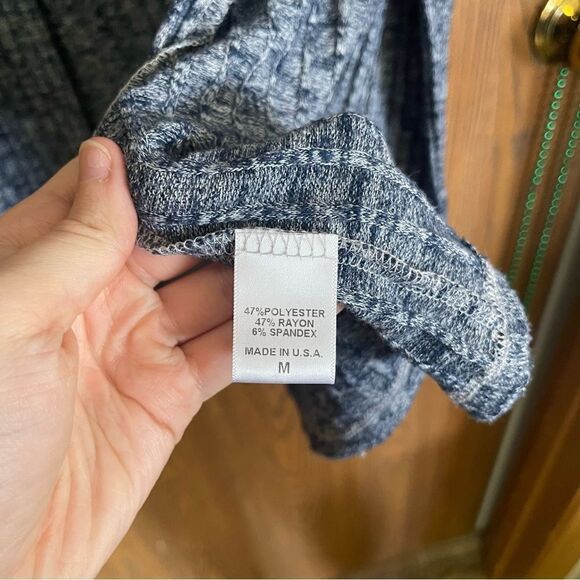 47%POLYESTER
47% RAYON
6% SPANDEX
MADE IN U.S.A.
M